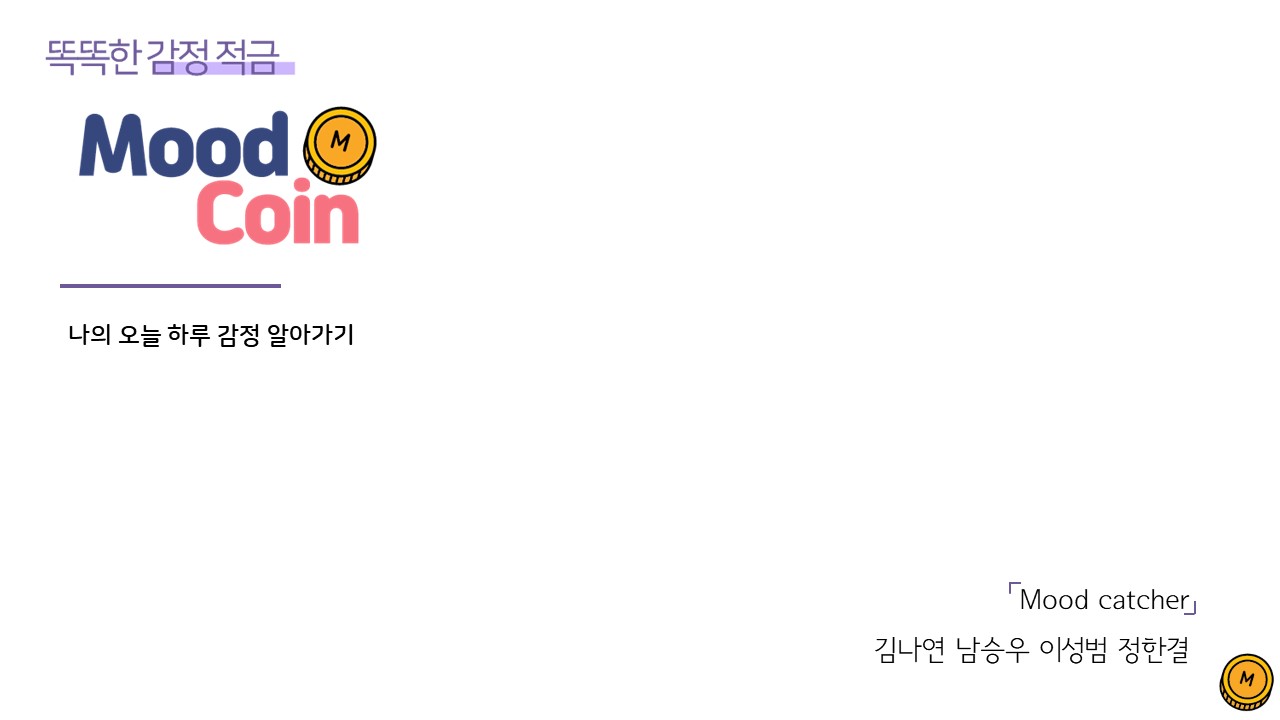 똑똑한 감정 적금
Mood
M
Coin
나의 오늘 하루 감정 알아가기
「Mood catcher」
김나연 남승우 이성범 정한결
M